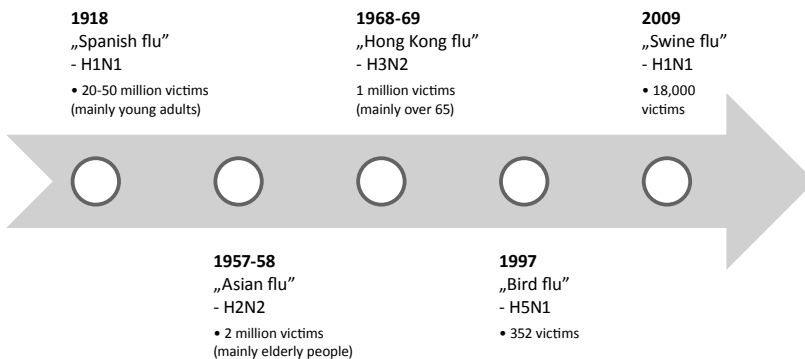 1918
„Spanish flu”
- H1N1
• 20-50 million victims
(mainly young adults)
1968-69
„Hong Kong flu”
- H3N2
1 million victims
(mainly over 65)
2009
„Swine flu”
- H1N1
• 18,000
victims
1957-58
„Asian flu”
- H2N2
• 2 million victims
(mainly elderly people)
1997
„Bird flu”
- H5N1
• 352 victims